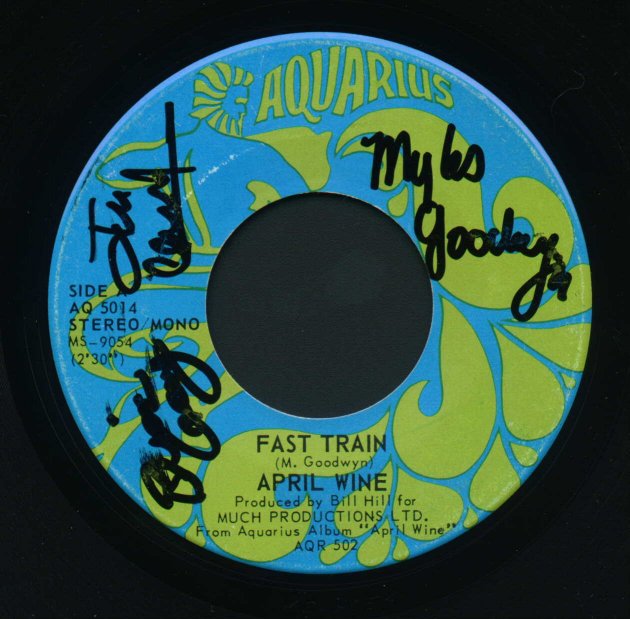 AQUARIUS
Myles
Goodwyn
Jim
SIDE
AQ 5014
STEREO/MONO
MS-9054
(2'30")
FAST TRAIN
(M. Goodwyn)
APRIL WINE
Produced by Bill Hill for
MUCH PRODUCTIONS LTD.
From Aquarius Album "April Wine"
AQR 502